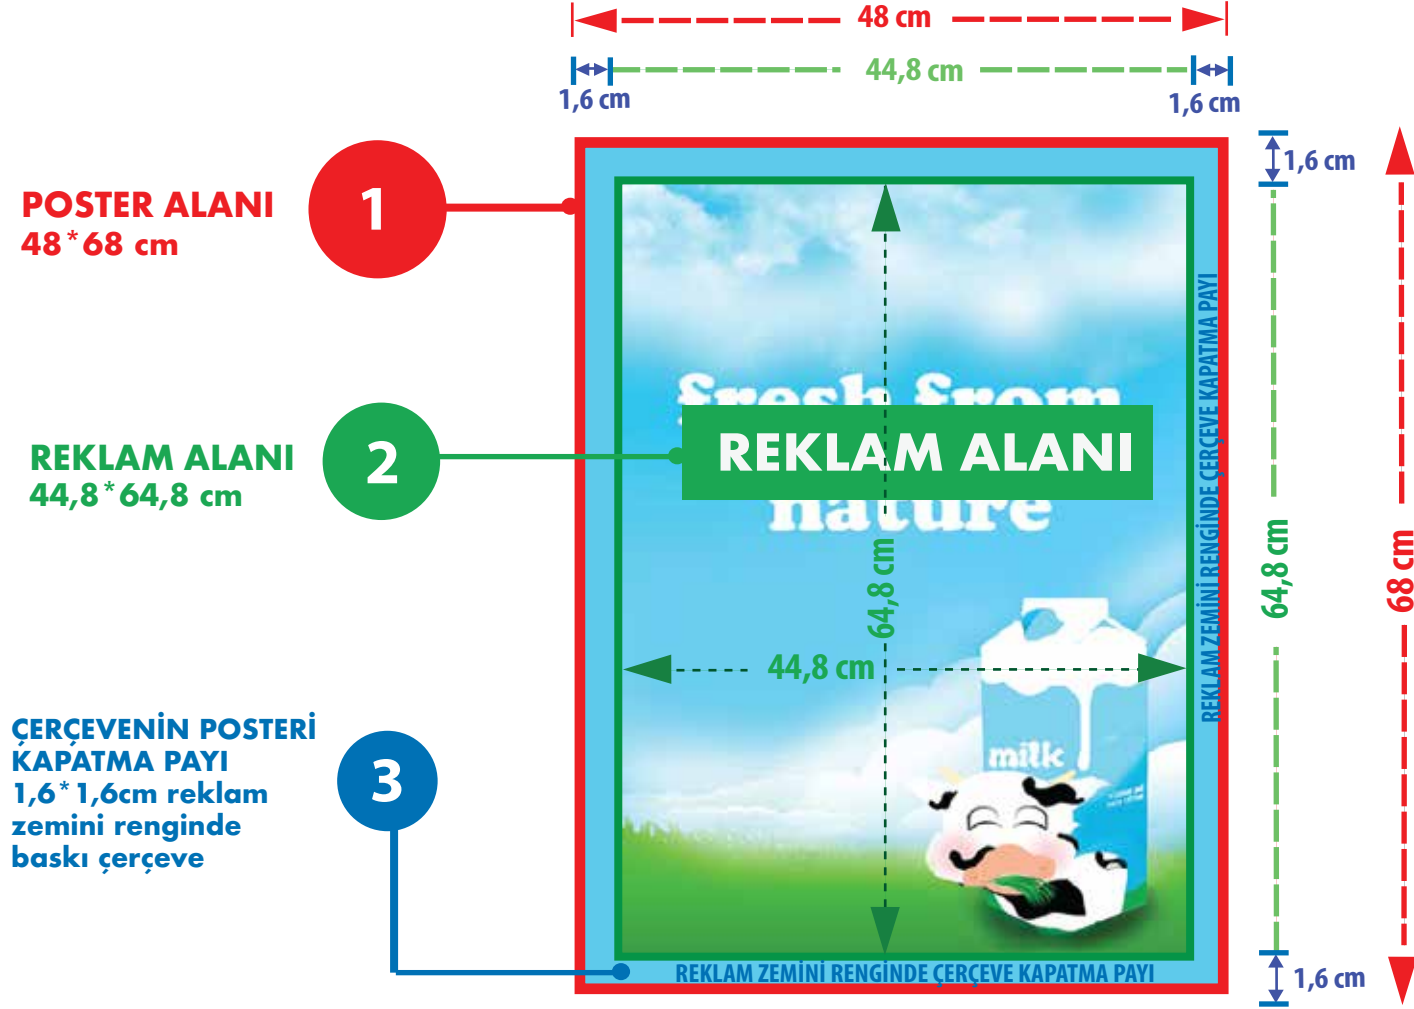 48 cm
44,8 cm
1,6 cm
1,6 cm
1,6 cm
POSTER ALANI
48*68 cm
1
fresh from
REKLAM ALANI
nature
REKLAM ALANI
44,8*64,8 cm
2
64,8 cm
44,8 cm
REKLAM ZEMİNİ RENGİNDE ÇERÇEVE KAPATMA PAYI
64,8 cm
68 cm
ÇERÇEVENİN POSTERİ
KAPATMA PAYI
1,6*1,6cm reklam
zemini renginde
baskı çerçeve
3
milk
REKLAM ZEMİNİ RENGİNDE ÇERÇEVE KAPATMA PAYI
1,6 cm